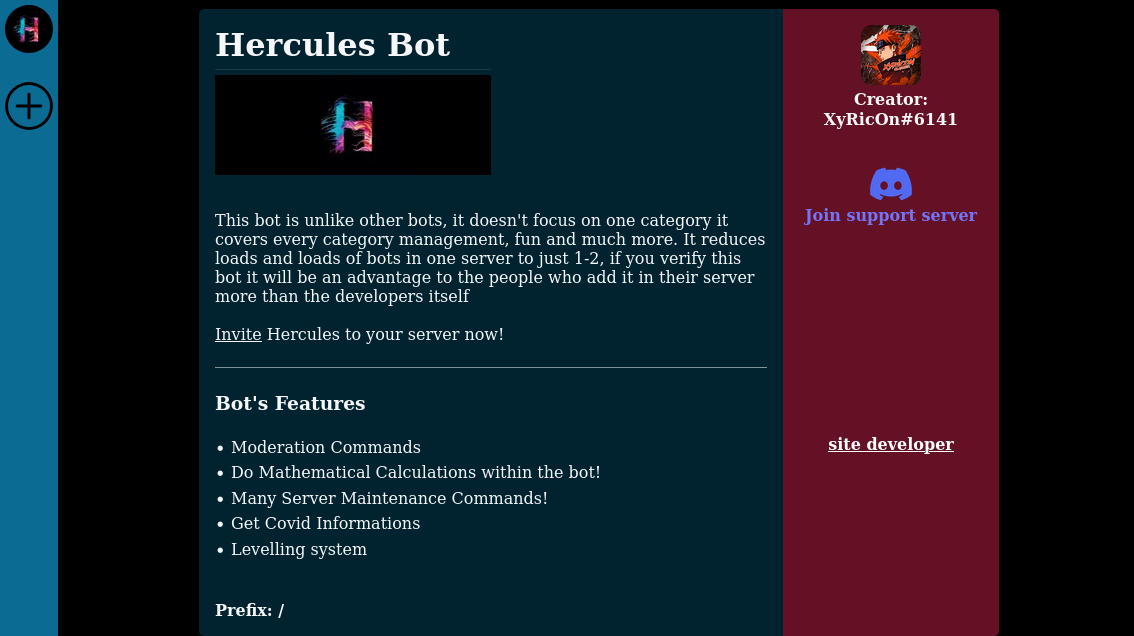 Hercules Bot
H
H
This bot is unlike other bots, it doesn't focus on one category it
covers every category management, fun and much more. It reduces
loads and loads of bots in one server to just 1-2, if you verify this
bot it will be an advantage to the people who add it in their server
more than the developers itself
Invite Hercules to your server now!
Bot's Features
• Moderation Commands
• Do Mathematical Calculations within the bot!
• Many Server Maintenance Commands!
• Get Covid Informations
• Levelling system
Prefix: /
XYRICON
Creator:
XyRicOn#6141
Join support server
site developer